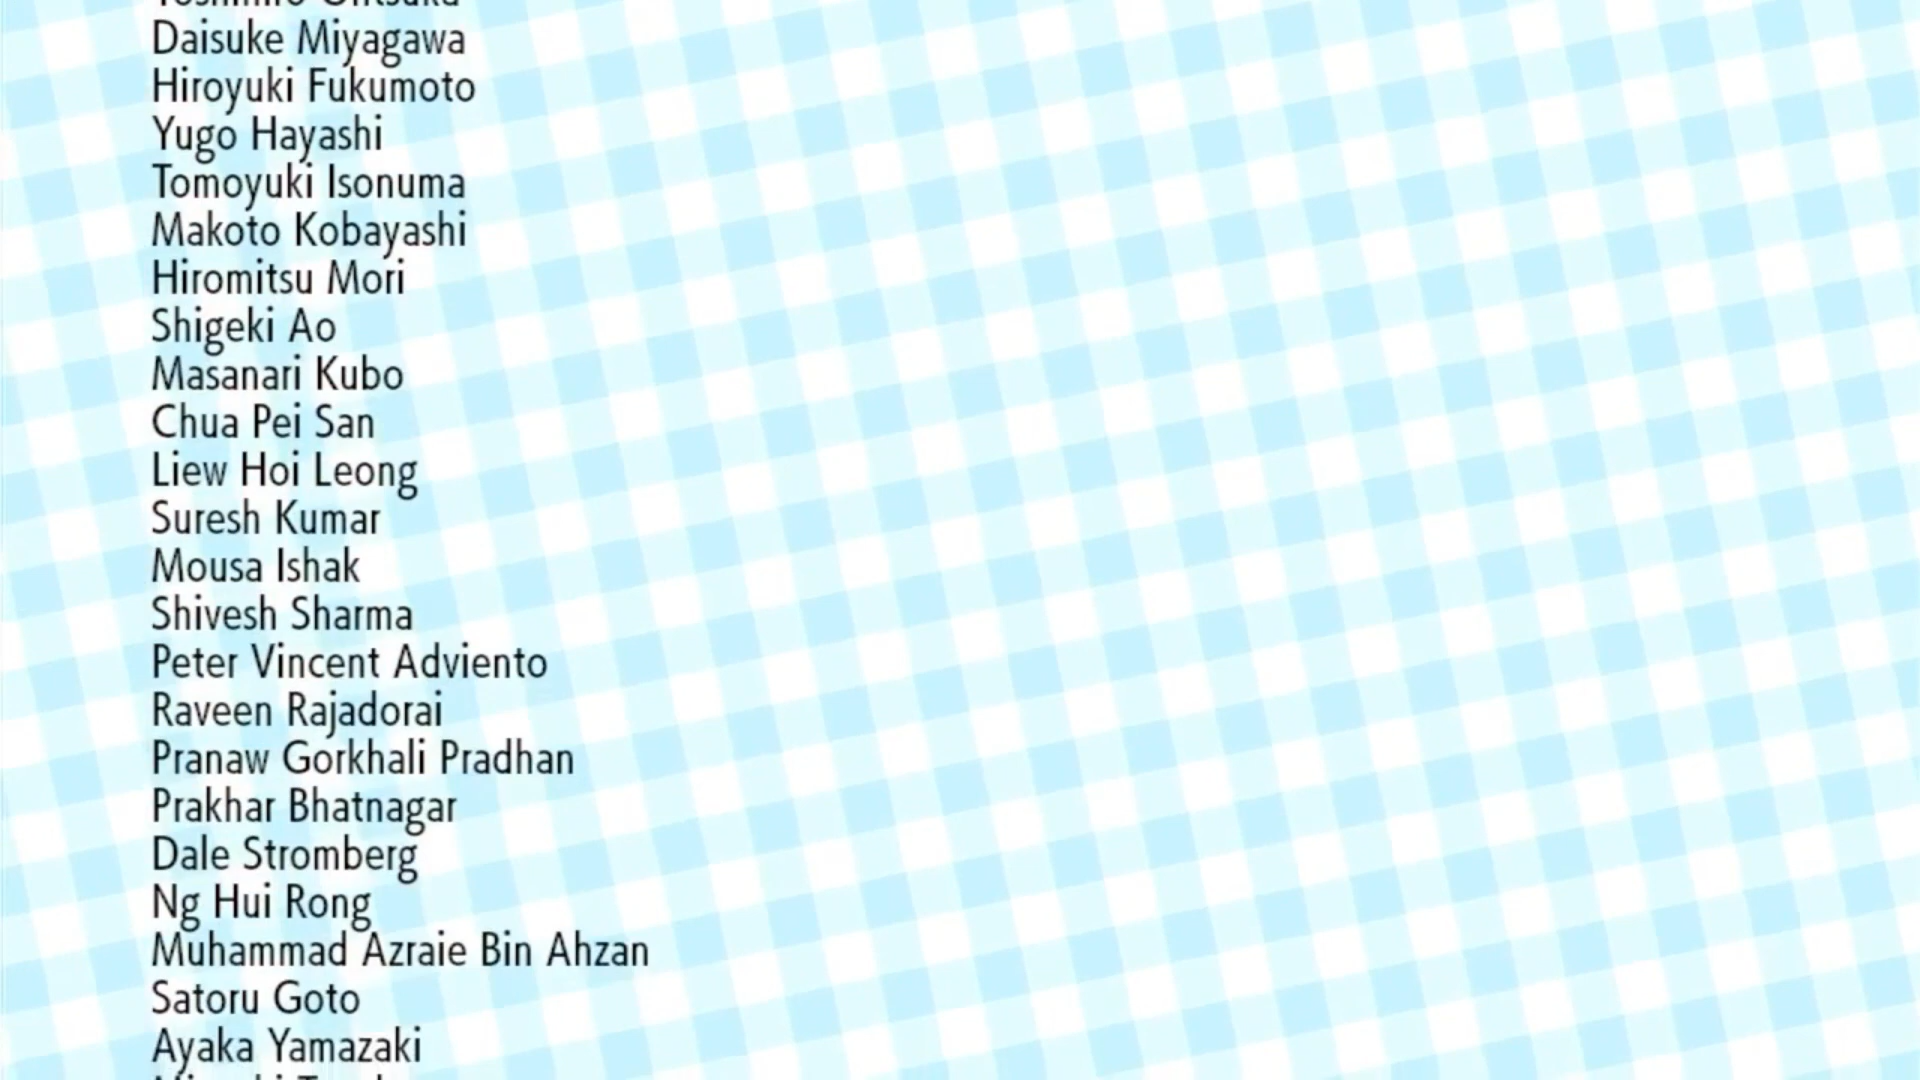 Daisuke Miyagawa
Hiroyuki Fukumoto
Yugo Hayashi
Tomoyuki Isonuma
Makoto Kobayashi
Hiromitsu Mori
Shigeki Ao
Masanari Kubo
Chua Pei San
Liew Hoi Leong
Suresh Kumar
Mousa Ishak
Shivesh Sharma
Peter Vincent Adviento
Raveen Rajadorai
Pranaw Gorkhali Pradhan
Prakhar Bhatnagar
Dale Stromberg
Ng Hui Rong
Muhammad Azraie Bin Ahzan
Satoru Goto
Ayaka Yamazaki